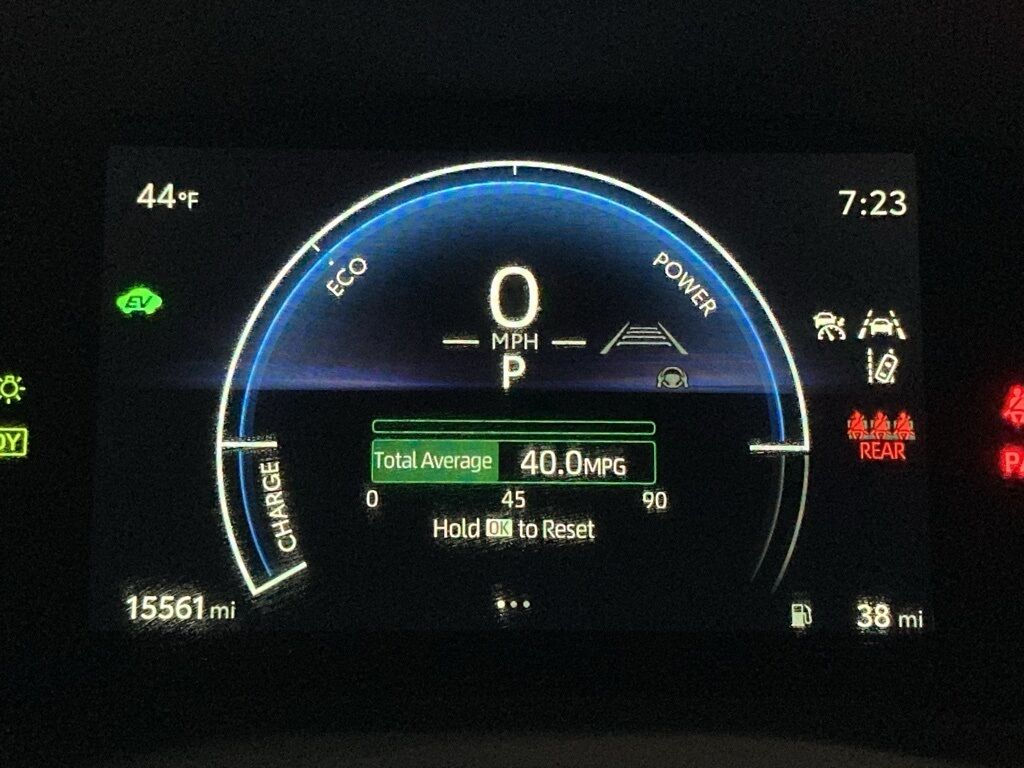 44°F
7:23
ECO
POWER
0
EV
MPH
P
REAR
Total Average 40.0MPG
0 45 90
CHARGE
Hold OK to Reset
15561 mi
38 mi